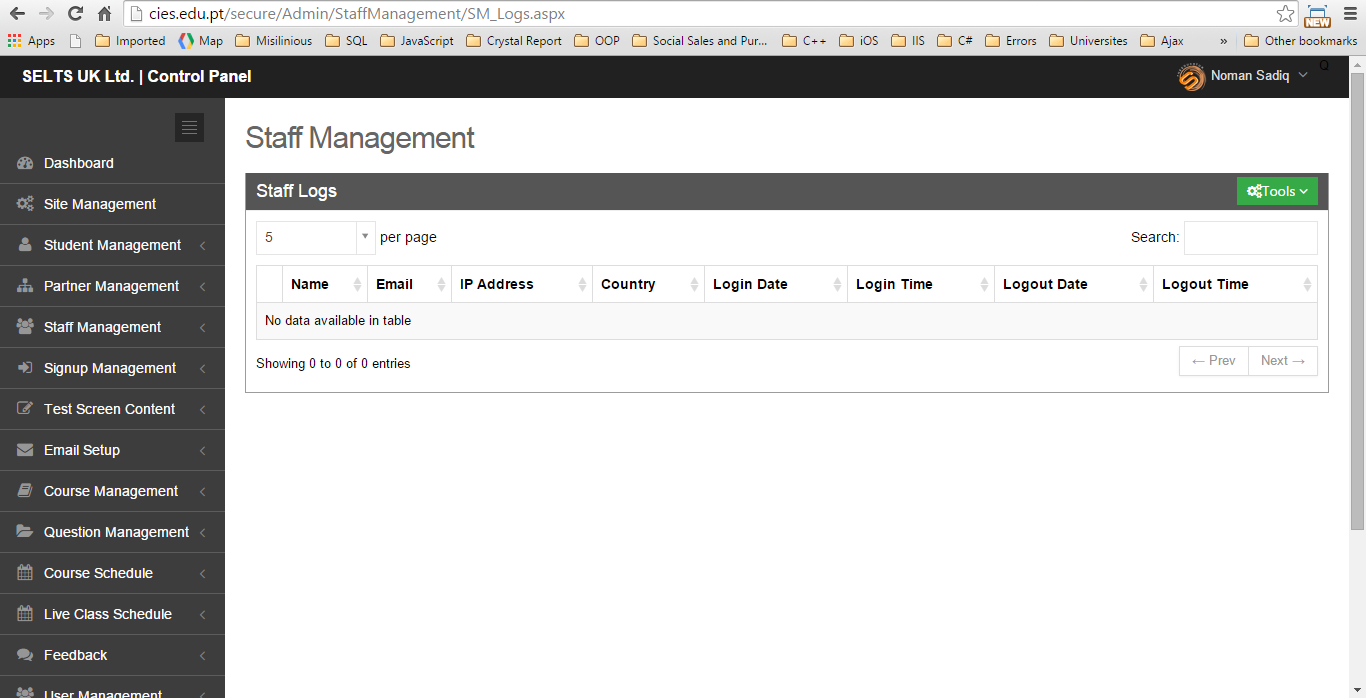 cies.edu.pt/secure/Admin/StaffManagement/SM_Logs.aspx
NEW
Apps Imported Map Misilinious SQL JavaScript Crystal Report OOP Social Sales and Pur... C++ iOS IIS C# Errors Universites Ajax » Other bookmarks
SELTS UK Ltd. | Control Panel
Noman Sadiq
Q
Dashboard
Site Management
Student Management
Partner Management
Staff Management
Signup Management
Test Screen Content
Email Setup
Course Management
Question Management
Course Schedule
Live Class Schedule
Feedback
User Management
Staff Management
Staff Logs
Tools
5 per page
Search:
Name Email IP Address Country Login Date Login Time Logout Date Logout Time
No data available in table
Showing 0 to 0 of 0 entries
← Prev Next →